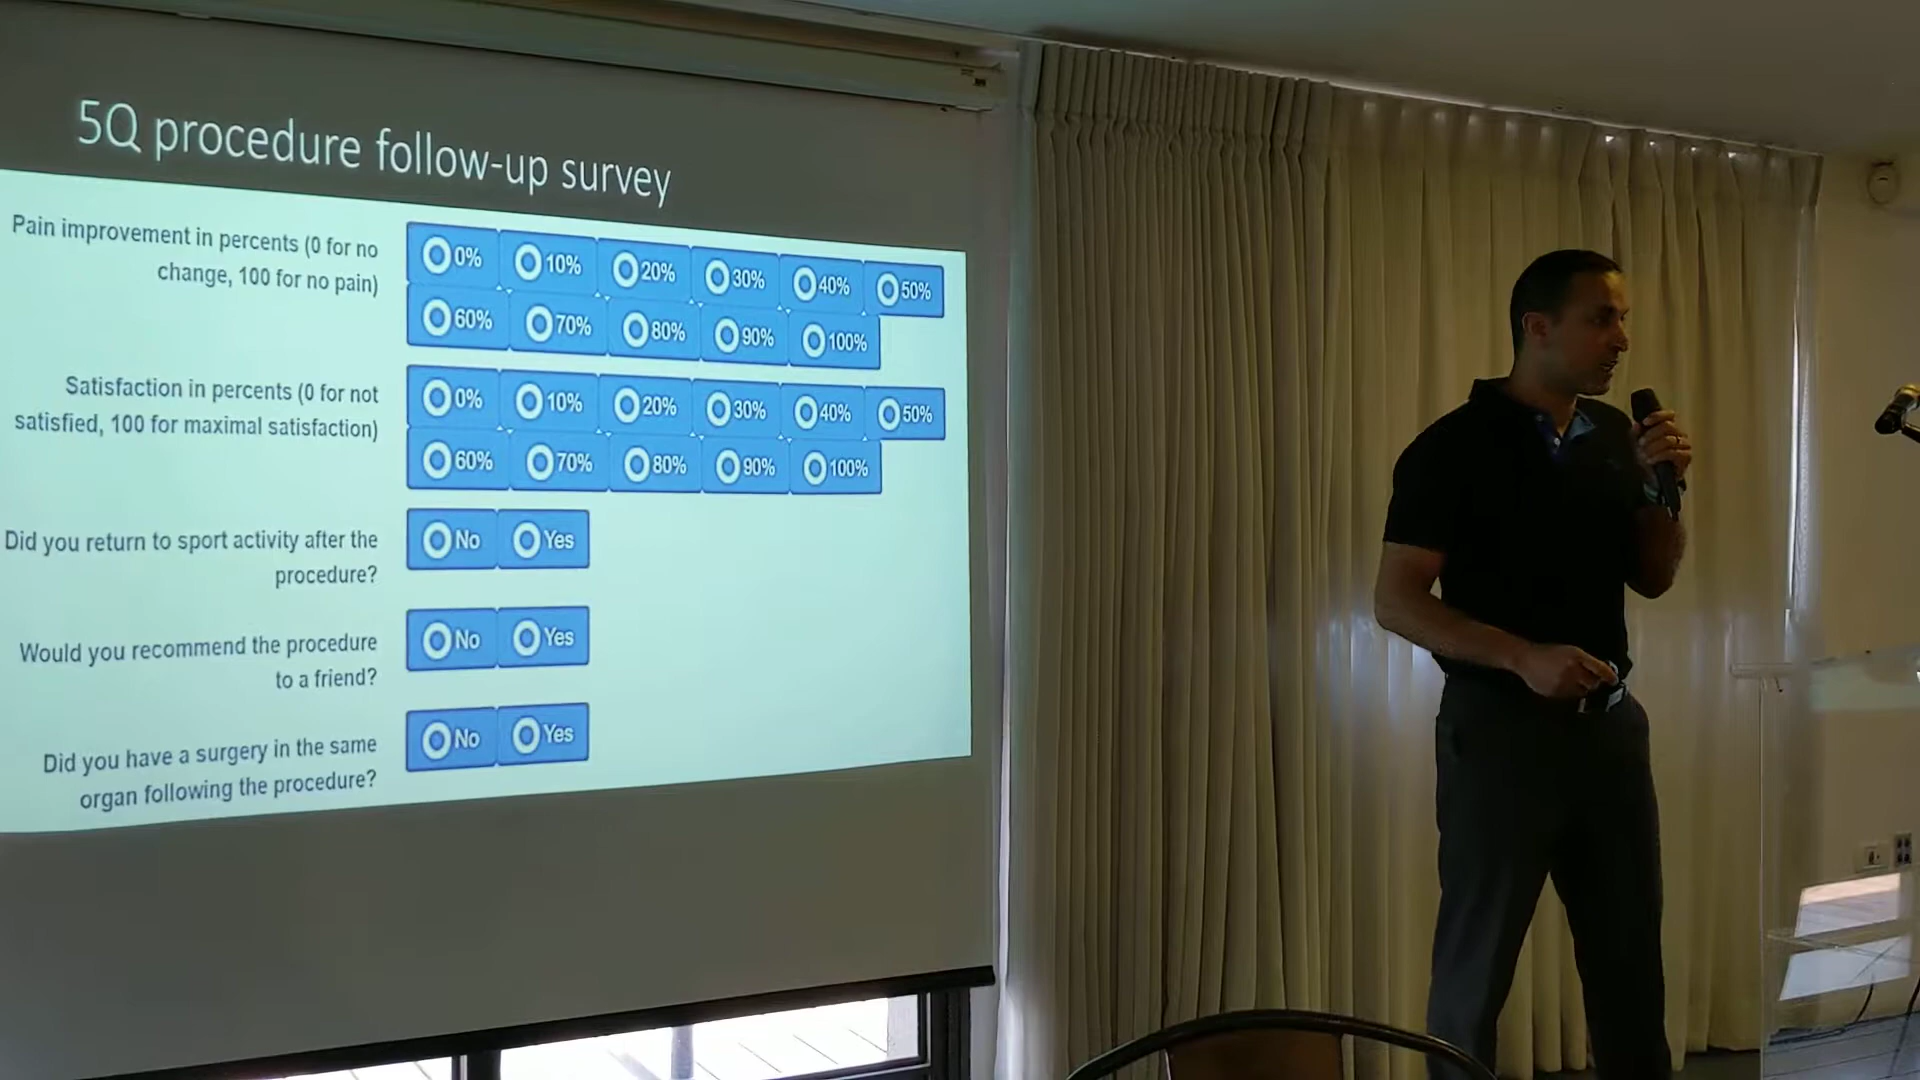 5Q procedure follow-up survey
Pain improvement in percents (0 for no
change, 100 for no pain)
0% 10% 20% 30% 40% 50%
60% 70% 80% 90% 100%
Satisfaction in percents (0 for not
satisfied, 100 for maximal satisfaction)
0% 10% 20% 30% 40% 50%
60% 70% 80% 90% 100%
Did you return to sport activity after the
procedure?
No Yes
Would you recommend the procedure
to a friend?
No Yes
Did you have a surgery in the same
organ following the procedure?
No Yes